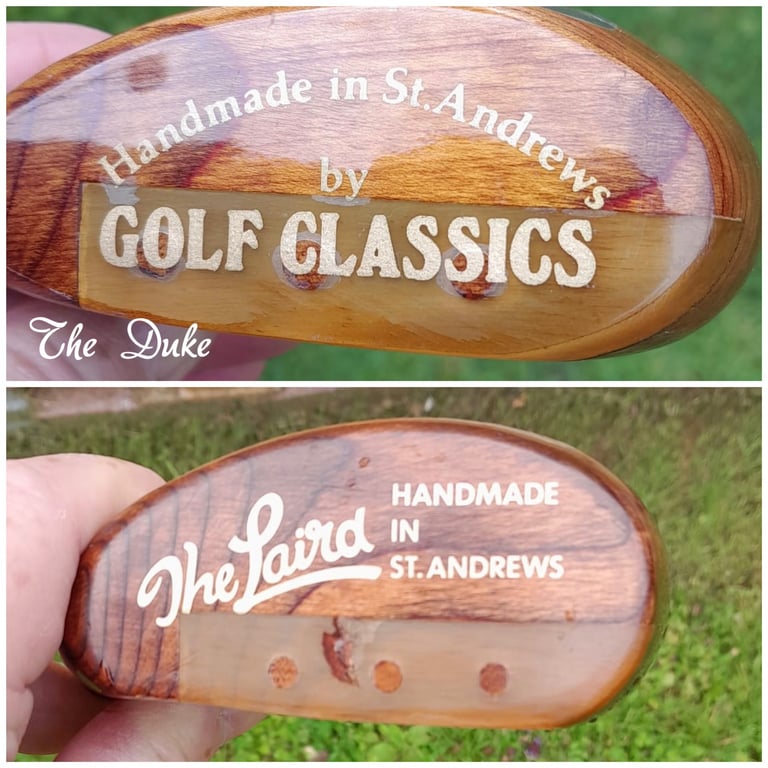 Handmade in St. Andrews
by
GOLF CLASSICS
The Duke
The Laird
HANDMADE
IN
ST. ANDREWS